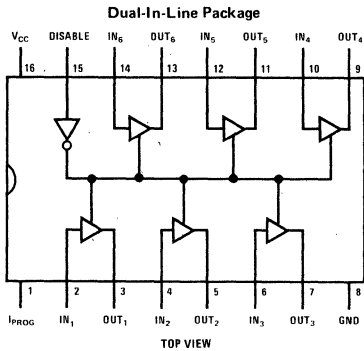 Dual-In-Line Package
VCC DISABLE IN6 OUT6 IN5 OUT5 IN4 OUT4
16 15 14 13 12 11 10 9
1 2 3 4 5 6 7 8
IPROG IN1 OUT1 IN2 OUT2 IN3 OUT3 GND
TOP VIEW